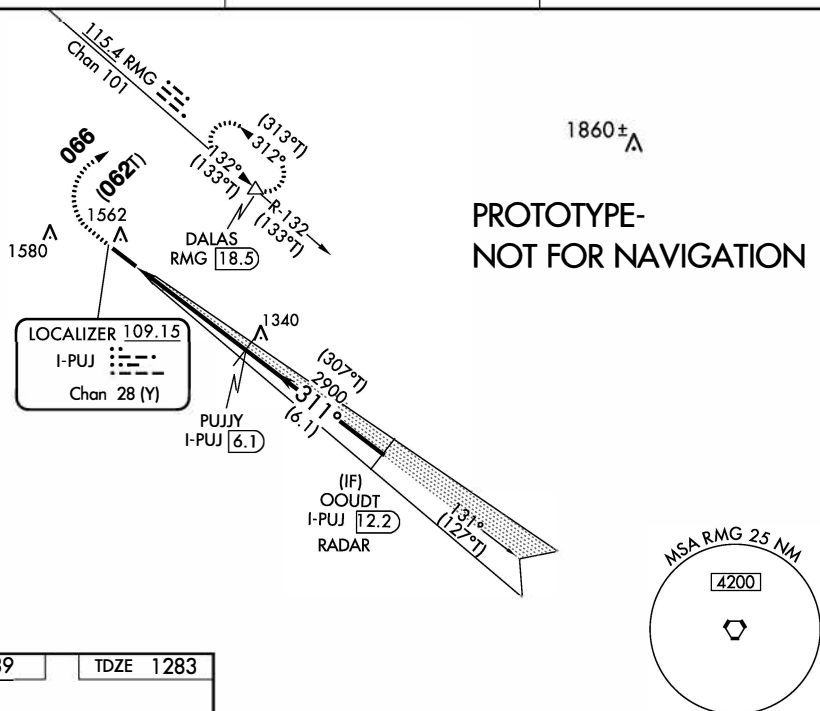 115.4 RMG
Chan 101
(313°T)
312°
132°
(133°T)
R-132
(133°T)
DALAS
RMG 18.5
1860±
PROTOTYPE-
NOT FOR NAVIGATION
066
(062T)
1562
1580
LOCALIZER 109.15
I-PUJ
Chan 28 (Y)
1340
(307°T)
2900
311°
(6.1)
PUJJY
I-PUJ 6.1
(IF)
OOUDT
I-PUJ 12.2
RADAR
131°
(127°T)
MSA RMG 25 NM
4200
TDZE 1283